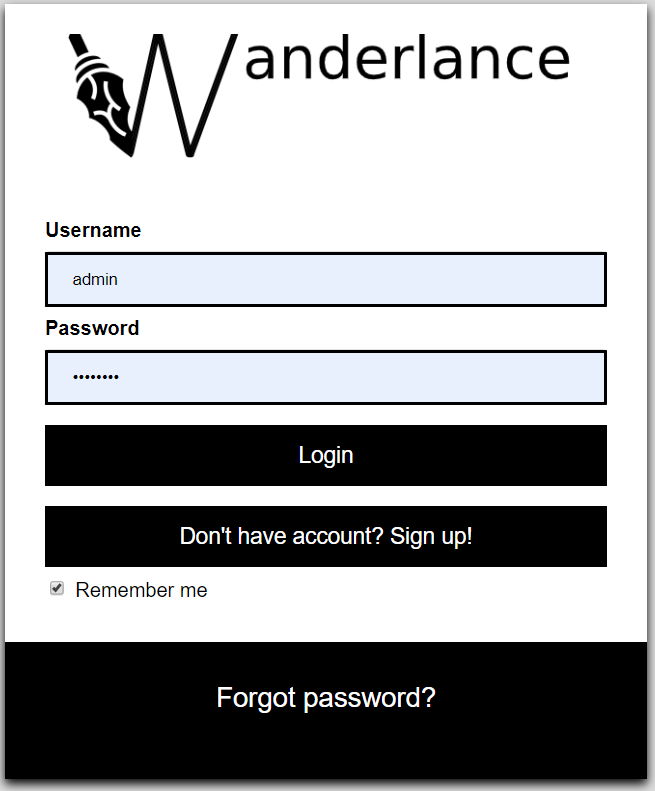 Wanderlance
Username
admin
Password
••••••••
Login
Don't have account? Sign up!
Remember me
Forgot password?